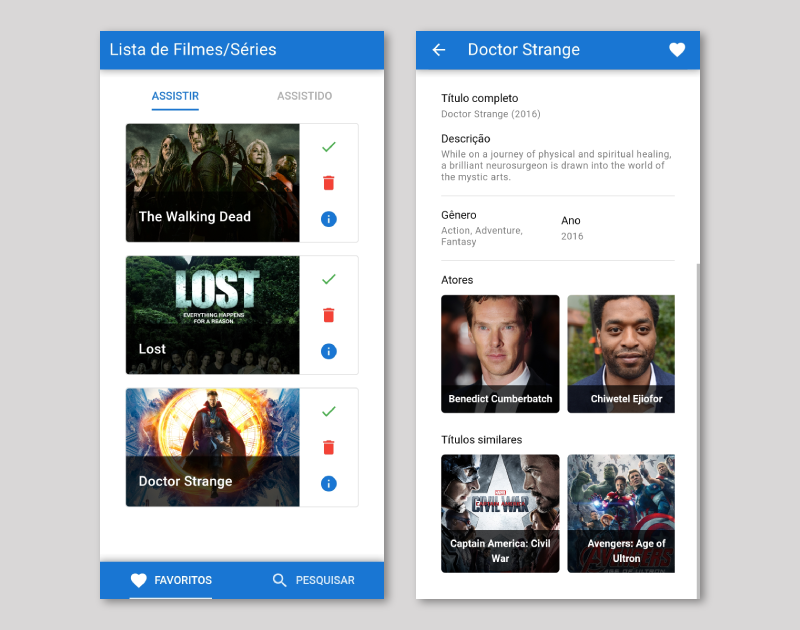 Lista de Filmes/Séries
ASSISTIR
ASSISTIDO
The Walking Dead
LOST
EVERYTHING HAPPENS
FOR A REASON.
Lost
Doctor Strange
FAVORITOS
PESQUISAR
Doctor Strange
Título completo
Doctor Strange (2016)
Descrição
While on a journey of physical and spiritual healing,
a brilliant neurosurgeon is drawn into the world of
the mystic arts.
Gênero
Action, Adventure,
Fantasy
Ano
2016
Atores
Benedict Cumberbatch
Chiwetel Ejiofor
Títulos similares
MARVEL
CIVIL WAR
Captain America: Civil
War
Avengers: Age of
Ultron